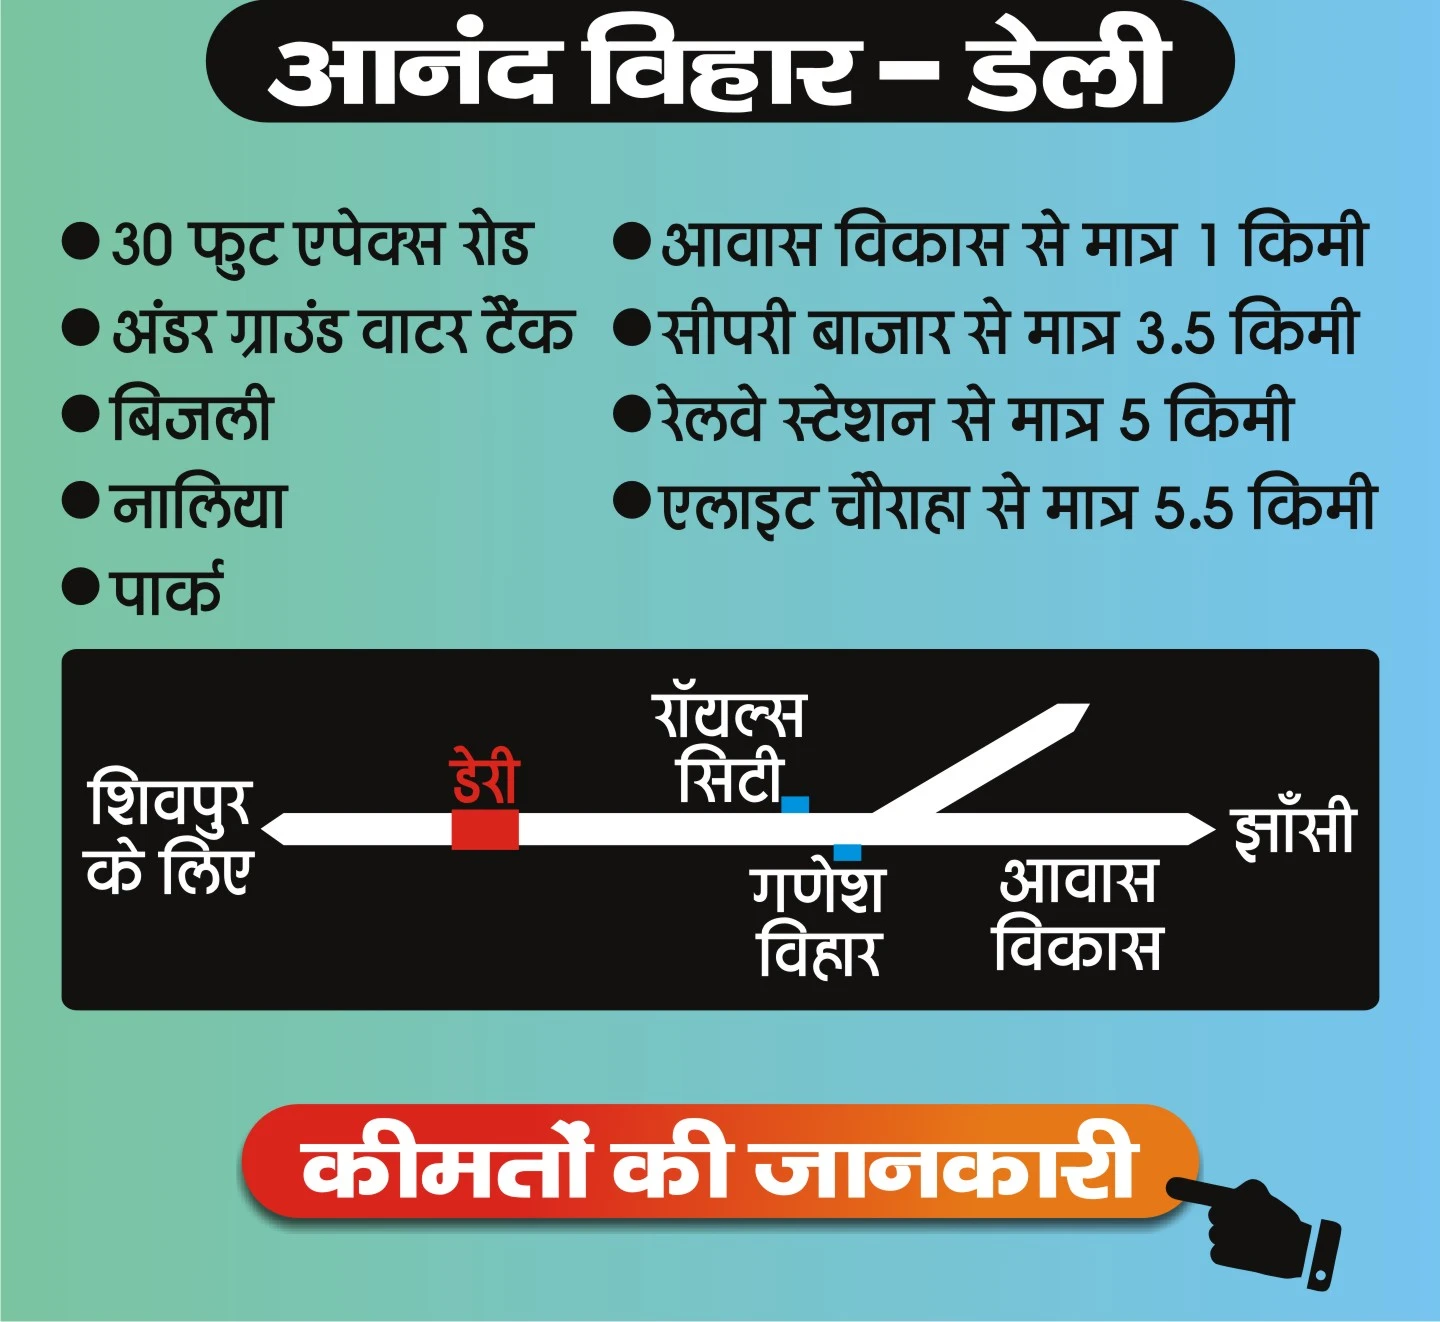 आनंद विहार – डेली
● 30 फुट एपेक्स रोड
● अंडर ग्राउंड वाटर टैंक
● बिजली
● नालिया
● पार्क
● आवास विकास से मात्र 1 किमी
● सीपरी बाजार से मात्र 3.5 किमी
● रेलवे स्टेशन से मात्र 5 किमी
● एलाइट चौराहा से मात्र 5.5 किमी
शिवपुर
के लिए
डेरी
रॉयल्स
सिटी
गणेश
विहार
आवास
विकास
झाँसी
कीमतों की जानकारी